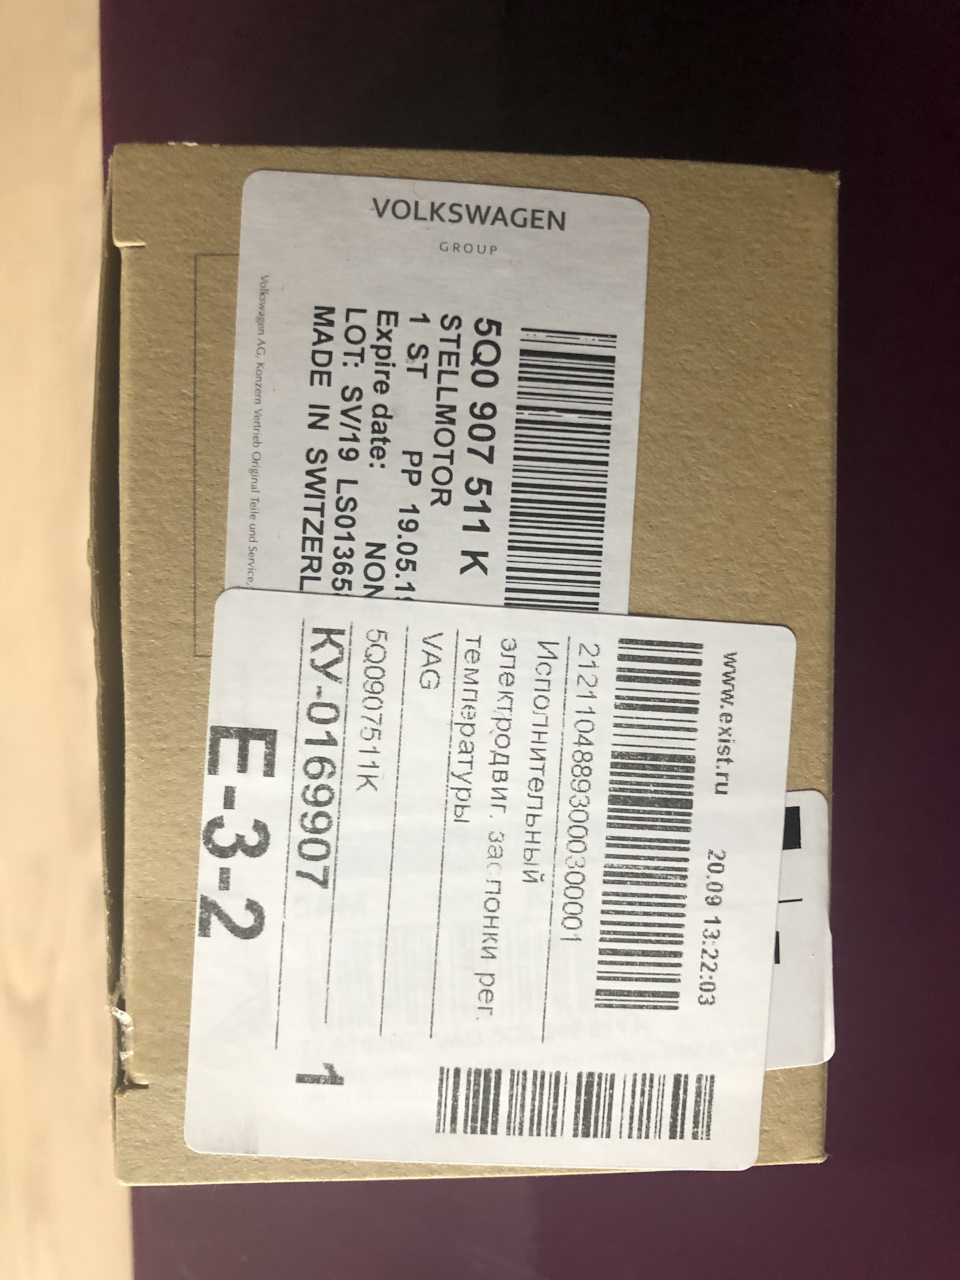 VOLKSWAGEN
GROUP
5Q0 907 511 K
STELLMOTOR
1 ST PP 19.05.1
Expire date: NON
LOT: SV/19 LS01365
MADE IN SWITZERL
Volkswagen AG, Konzern Vertrieb Original Teile und Service,
www.exist.ru 20.09 13:22:03
212110488930003000001
Исполнительный
электродвиг. заслонки рег.
температуры
VAG
5Q0907511K
КУ-0169907 1
E-3-2